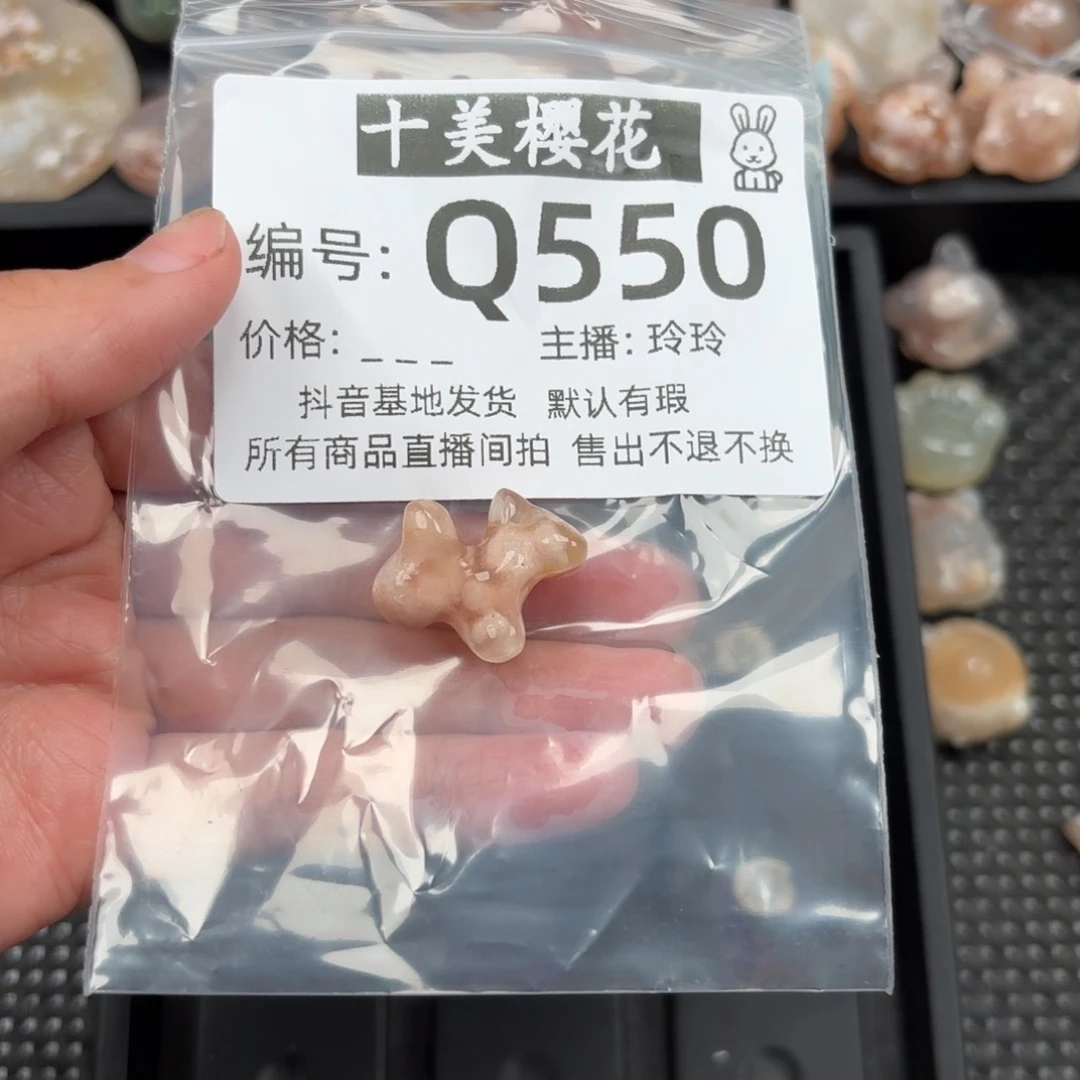 十美樱花
编号: Q550
价格: _ _ _ 主播: 玲玲
抖音基地发货 默认有瑕
所有商品直播间拍 售出不退不换